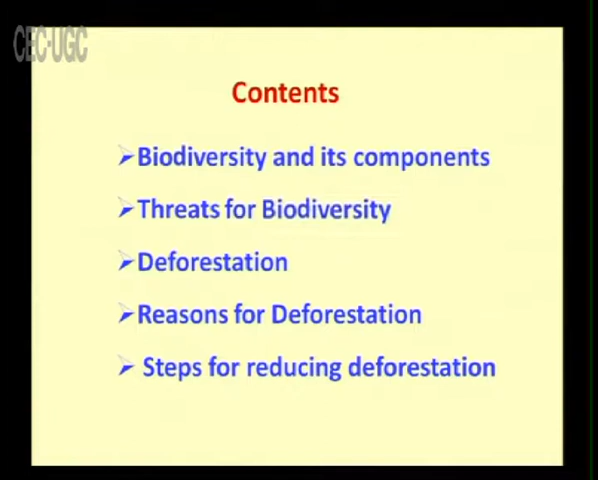 CEC-UGC
Contents
Biodiversity and its components
Threats for Biodiversity
Deforestation
Reasons for Deforestation
Steps for reducing deforestation